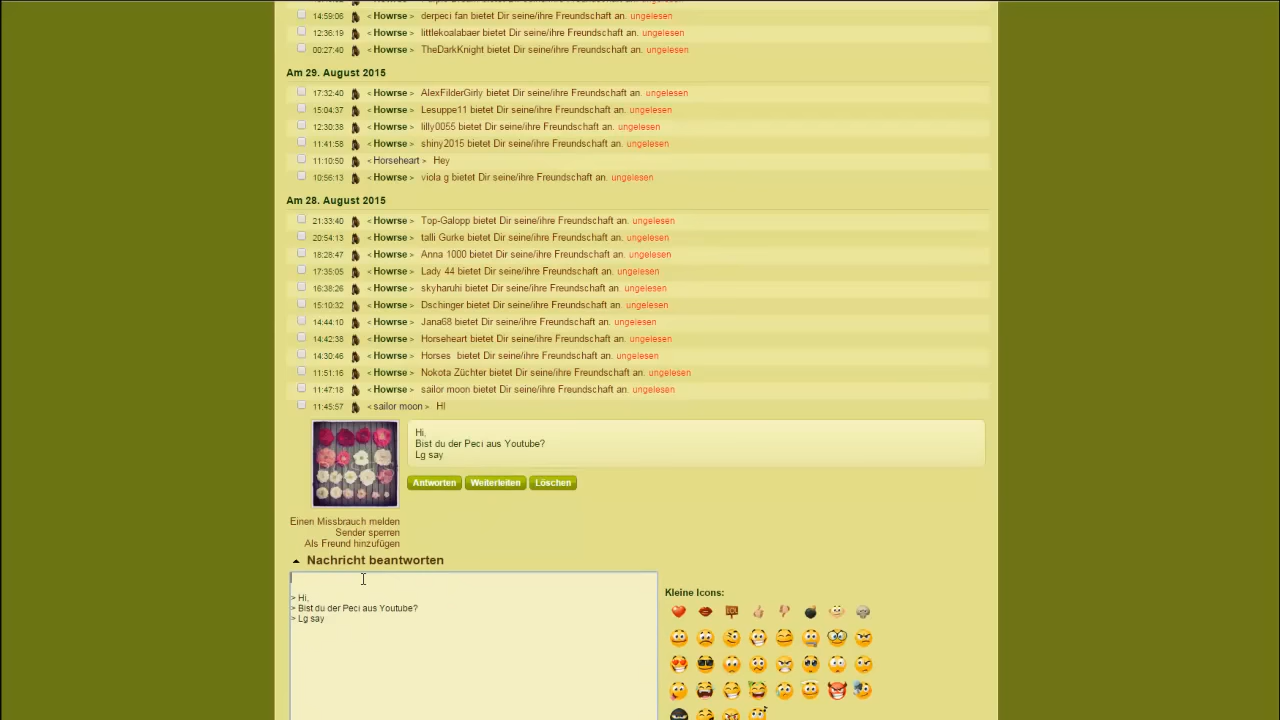 14:59:06 <Howrse> derpeci fan bietet Dir seine/ihre Freundschaft an. ungelesen
12:36:19 <Howrse> littlekoalabaer bietet Dir seine/ihre Freundschaft an. ungelesen
00:27:40 <Howrse> TheDarkKnight bietet Dir seine/ihre Freundschaft an. ungelesen
Am 29. August 2015
17:32:40 <Howrse> AlexFilderGirly bietet Dir seine/ihre Freundschaft an. ungelesen
15:04:37 <Howrse> Lesuppe11 bietet Dir seine/ihre Freundschaft an. ungelesen
12:30:38 <Howrse> lilly0055 bietet Dir seine/ihre Freundschaft an. ungelesen
11:41:58 <Howrse> shiny2015 bietet Dir seine/ihre Freundschaft an. ungelesen
11:10:50 <Horseheart> Hey
10:56:13 <Howrse> viola g bietet Dir seine/ihre Freundschaft an. ungelesen
Am 28. August 2015
21:33:40 <Howrse> Top-Galopp bietet Dir seine/ihre Freundschaft an. ungelesen
20:54:13 <Howrse> talli Gurke bietet Dir seine/ihre Freundschaft an. ungelesen
18:28:47 <Howrse> Anna 1000 bietet Dir seine/ihre Freundschaft an. ungelesen
17:35:05 <Howrse> Lady 44 bietet Dir seine/ihre Freundschaft an. ungelesen
16:38:26 <Howrse> skyharuhi bietet Dir seine/ihre Freundschaft an. ungelesen
15:10:32 <Howrse> Dschinger bietet Dir seine/ihre Freundschaft an. ungelesen
14:44:10 <Howrse> Jana68 bietet Dir seine/ihre Freundschaft an. ungelesen
14:42:38 <Howrse> Horseheart bietet Dir seine/ihre Freundschaft an. ungelesen
14:30:46 <Howrse> Horses bietet Dir seine/ihre Freundschaft an. ungelesen
11:51:16 <Howrse> Nokota Züchter bietet Dir seine/ihre Freundschaft an. ungelesen
11:47:18 <Howrse> sailor moon bietet Dir seine/ihre Freundschaft an. ungelesen
11:45:57 <sailor moon> HI
Hi,
Bist du der Peci aus Youtube?
Lg say
Antworten Weiterleiten Löschen
Einen Missbrauch melden
Sender sperren
Als Freund hinzufügen
Nachricht beantworten
> Hi,
> Bist du der Peci aus Youtube?
> Lg say
Kleine Icons: